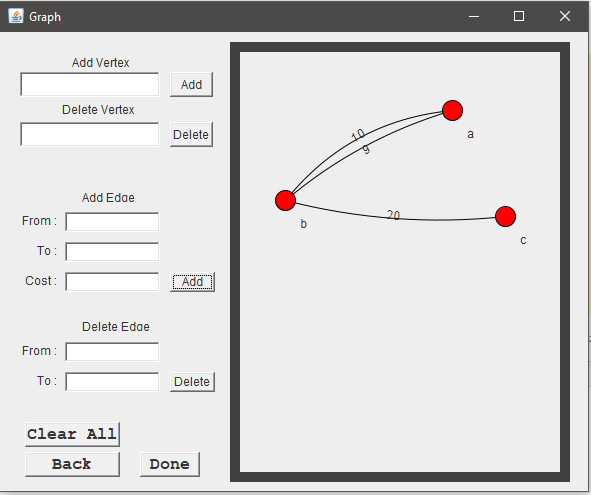 Graph
Add Vertex
Add
Delete Vertex
Delete
Add Edge
From :
To :
Cost :
Add
Delete Edge
From :
To :
Delete
Clear All
Back
Done
10
9
a
b
20
c